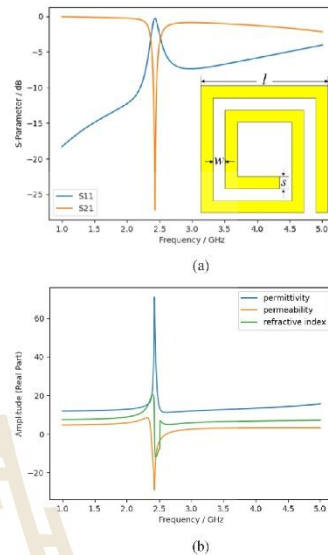 0
−5
−10
−15
−20
−25
S-Parameter / dB
l
w
s
S11
S21
1.0 1.5 2.0 2.5 3.0 3.5 4.0 4.5 5.0
Frequency / GHz
(a)
permittivity
permeability
refractive index
60
40
20
0
−20
Amplitude (Real Part)
1.0 1.5 2.0 2.5 3.0 3.5 4.0 4.5 5.0
Frequency / GHz
(b)